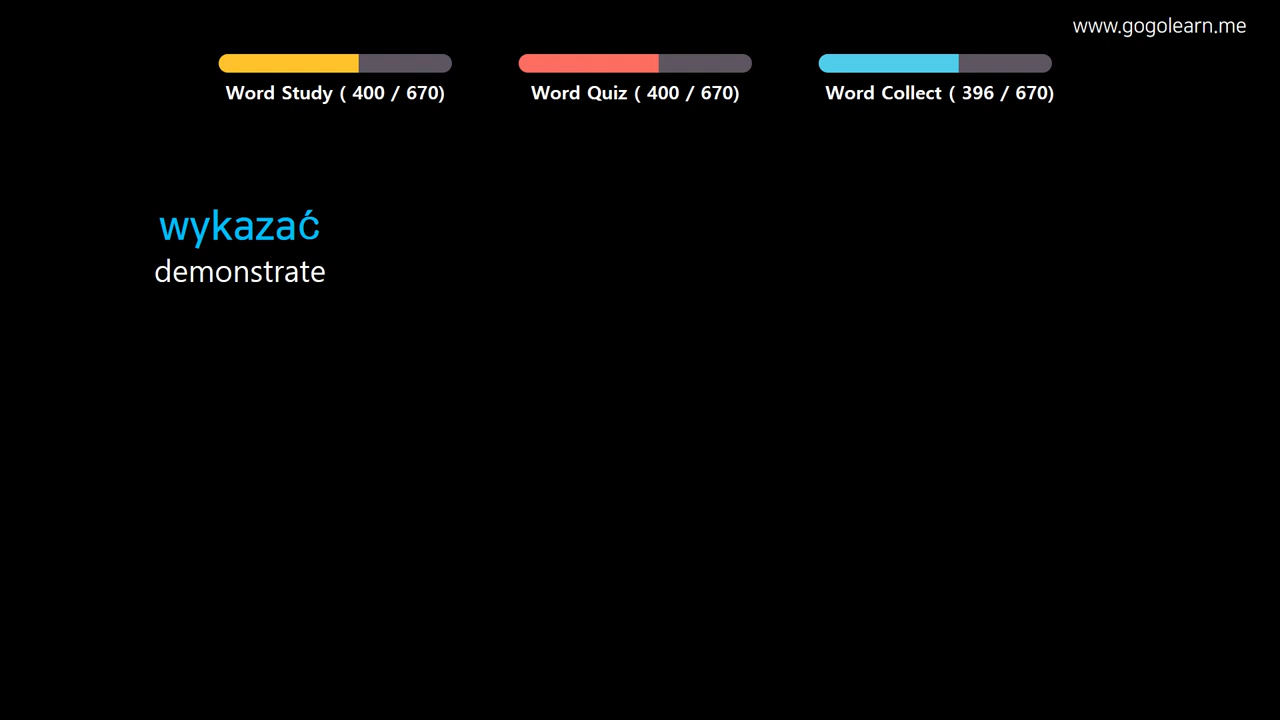 www.gogolearn.me
Word Study ( 400 / 670)
Word Quiz ( 400 / 670)
Word Collect ( 396 / 670)
wykazać
demonstrate